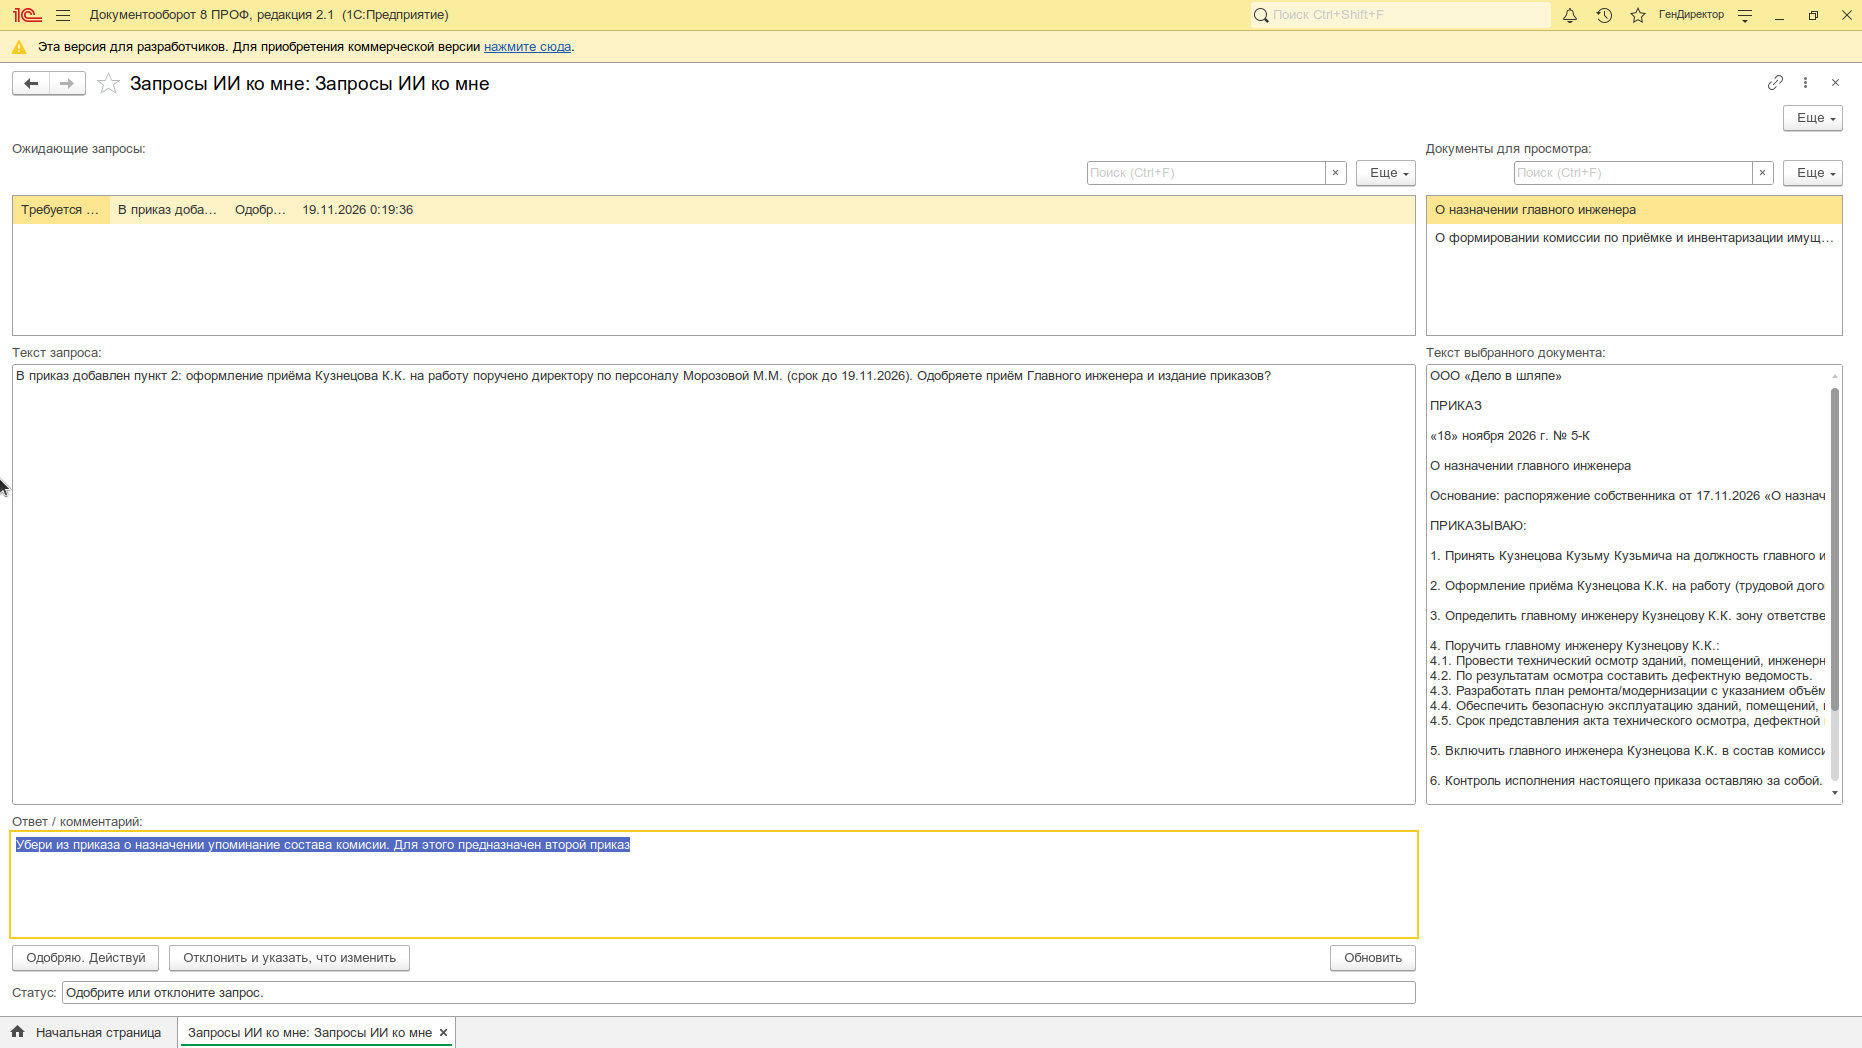 Документооборот 8 ПРОФ, редакция 2.1 (1С:Предприятие)
Поиск Ctrl+Shift+F
ГенДиректор
Эта версия для разработчиков. Для приобретения коммерческой версии нажмите сюда.
Запросы ИИ ко мне: Запросы ИИ ко мне
Еще
Ожидающие запросы:
Поиск (Ctrl+F)
Еще
Требуется ...
В приказ доба...
Одобр...
19.11.2026 0:19:36
Документы для просмотра:
Поиск (Ctrl+F)
Еще
О назначении главного инженера
О формировании комиссии по приёмке и инвентаризации имущ...
Текст запроса:
В приказ добавлен пункт 2: оформление приёма Кузнецова К.К. на работу поручено директору по персоналу Морозовой М.М. (срок до 19.11.2026). Одобряете приём Главного инженера и издание приказов?
Текст выбранного документа:
ООО «Дело в шляпе»
ПРИКАЗ
«18» ноября 2026 г. № 5-К
О назначении главного инженера
Основание: распоряжение собственника от 17.11.2026 «О назнач
ПРИКАЗЫВАЮ:
1. Принять Кузнецова Кузьму Кузьмича на должность главного и
2. Оформление приёма Кузнецова К.К. на работу (трудовой дого
3. Определить главному инженеру Кузнецову К.К. зону ответстве
4. Поручить главному инженеру Кузнецову К.К.:
4.1. Провести технический осмотр зданий, помещений, инженерн
4.2. По результатам осмотра составить дефектную ведомость.
4.3. Разработать план ремонта/модернизации с указанием объём
4.4. Обеспечить безопасную эксплуатацию зданий, помещений,
4.5. Срок представления акта технического осмотра, дефектной
5. Включить главного инженера Кузнецова К.К. в состав комисси
6. Контроль исполнения настоящего приказа оставляю за собой.
Ответ / комментарий:
Убери из приказа о назначении упоминание состава комисии. Для этого предназначен второй приказ
Одобряю. Действуй
Отклонить и указать, что изменить
Обновить
Статус:
Одобрите или отклоните запрос.
Начальная страница
Запросы ИИ ко мне: Запросы ИИ ко мне